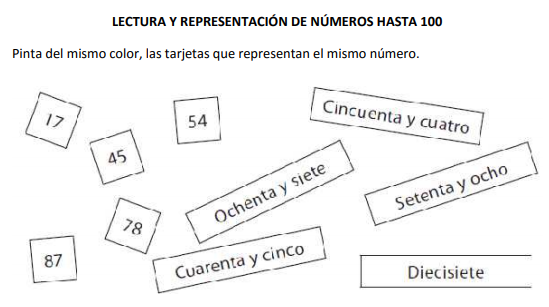 LECTURA Y REPRESENTACIÓN DE NÚMEROS HASTA 100
Pinta del mismo color, las tarjetas que representan el mismo número.
17
54
Cincuenta y cuatro
45
Ochenta y siete
Setenta y ocho
78
87
Cuarenta y cinco
Diecisiete